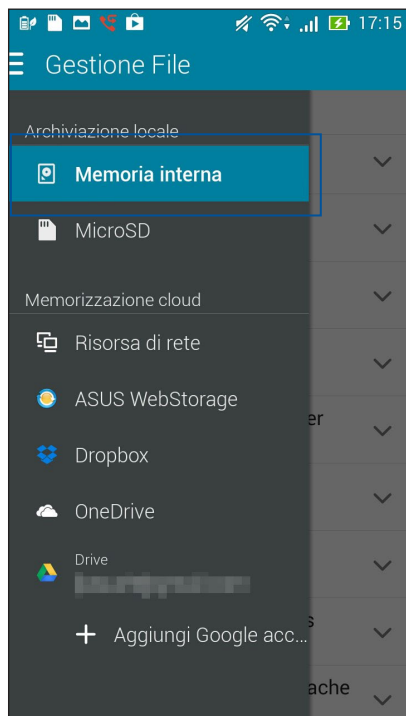 17:15
Gestione File
Archiviazione locale
Memoria interna
MicroSD
Memorizzazione cloud
Risorsa di rete
ASUS WebStorage
er
Dropbox
OneDrive
Drive
s
Aggiungi Google acc...
ache